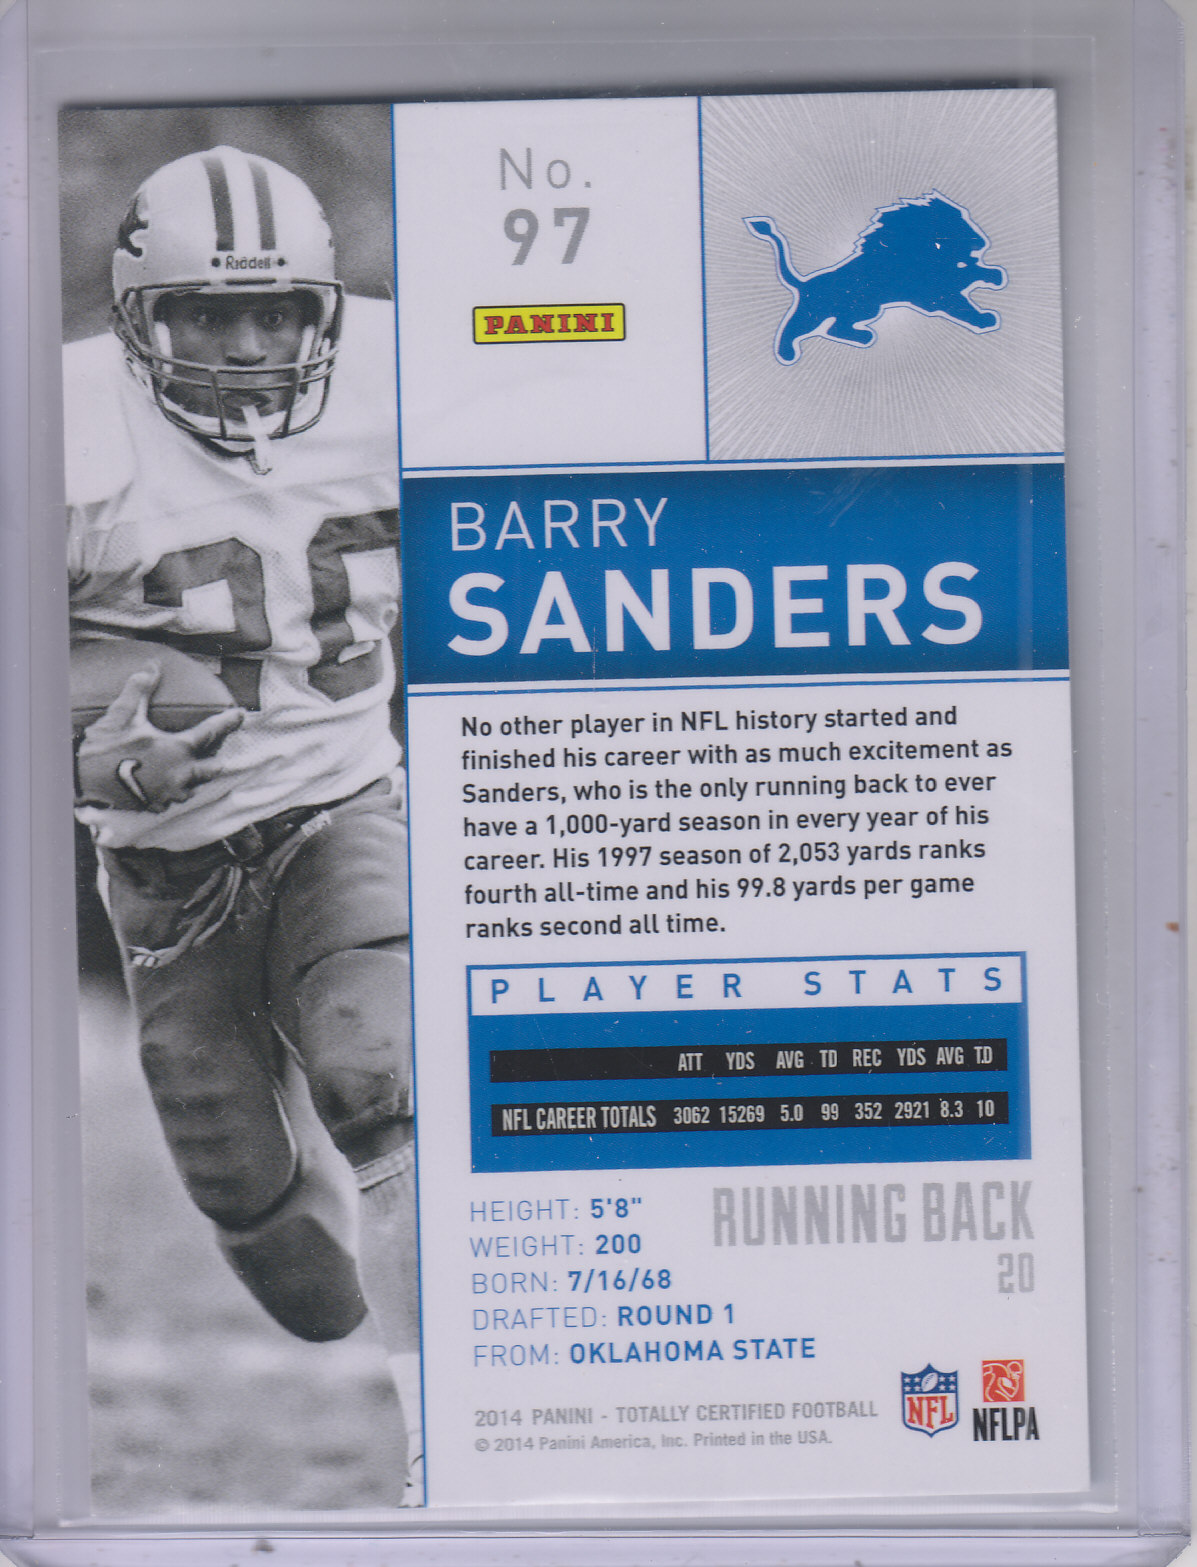 Riddell
No.
97
PANINI
BARRY
SANDERS
No other player in NFL history started and
finished his career with as much excitement as
Sanders, who is the only running back to ever
have a 1,000-yard season in every year of his
career. His 1997 season of 2,053 yards ranks
fourth all-time and his 99.8 yards per game
ranks second all time.
PLAYER STATS
ATT YDS AVG TD REC YDS AVG TD
NFL CAREER TOTALS 3062 15269 5.0 99 352 2921 8.3 10
HEIGHT: 5'8"
WEIGHT: 200
BORN: 7/16/68
DRAFTED: ROUND 1
FROM: OKLAHOMA STATE
RUNNING BACK
20
2014 PANINI - TOTALLY CERTIFIED FOOTBALL
© 2014 Panini America, Inc. Printed in the USA.
NFL
NFLPA
20